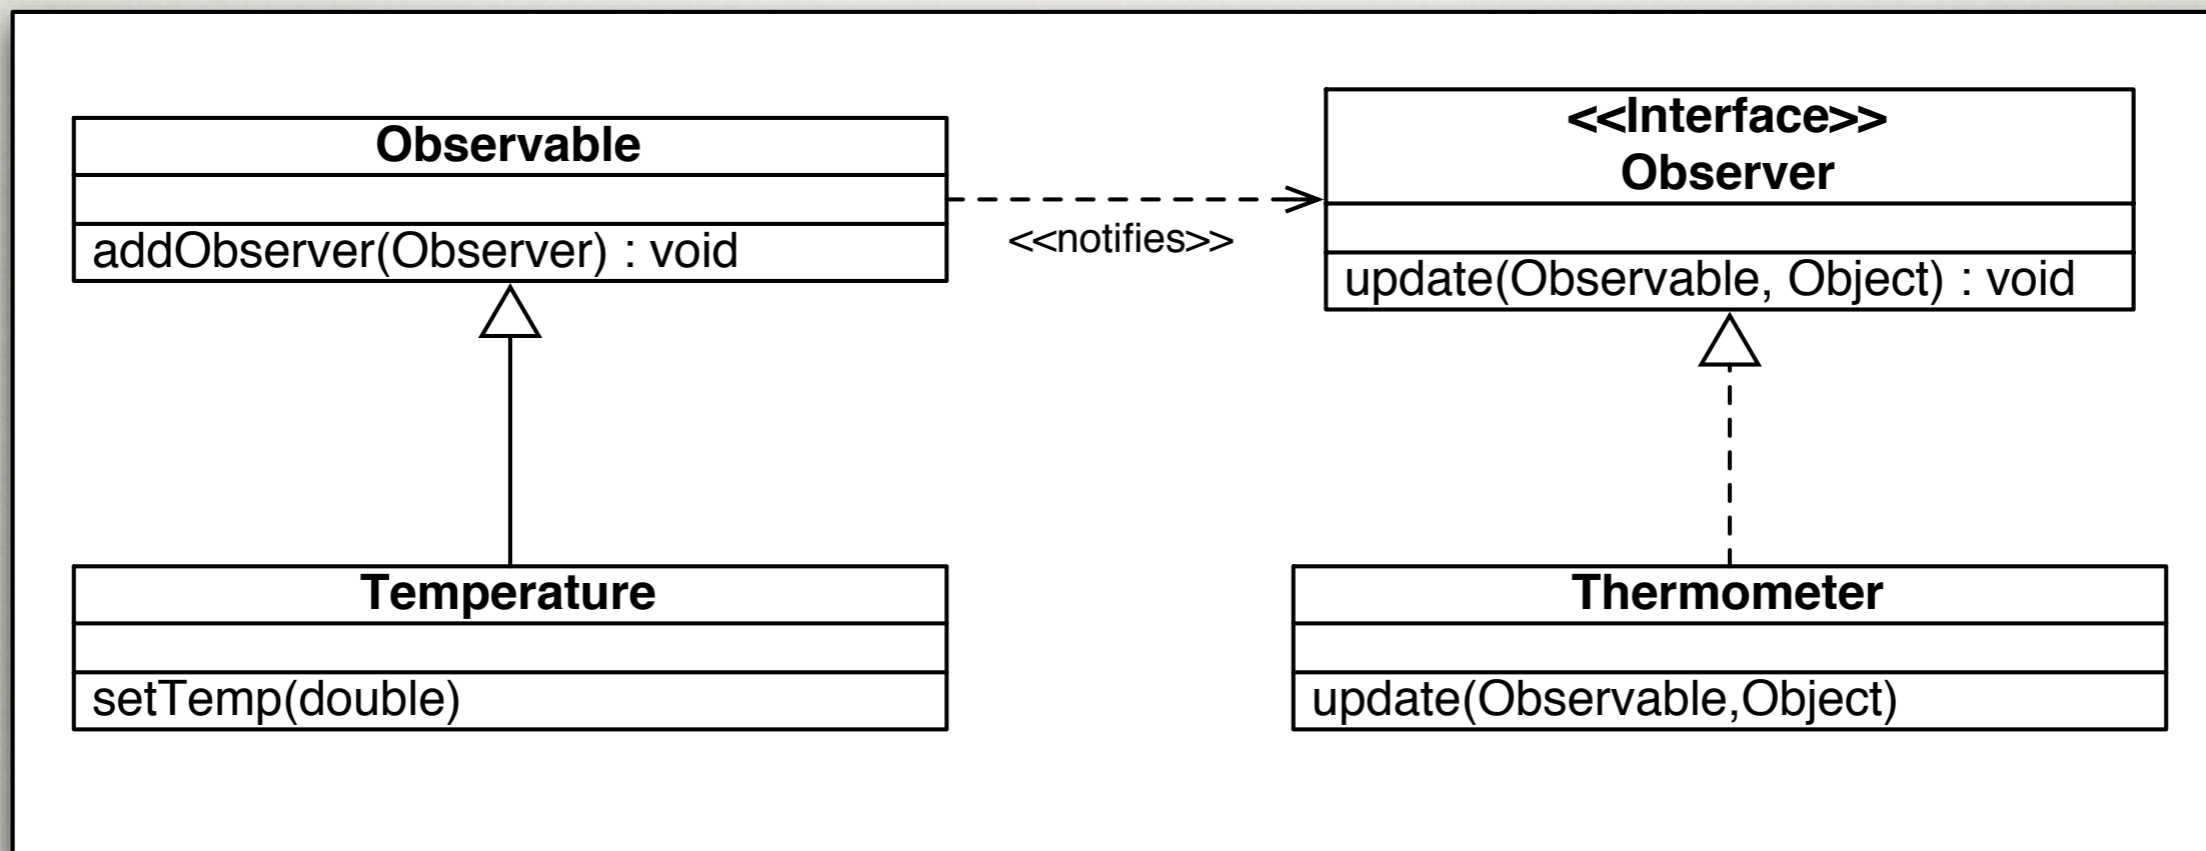 Observable
addObserver(Observer) : void
<<notifies>>
<<Interface>>
Observer
update(Observable, Object) : void
Temperature
setTemp(double)
Thermometer
update(Observable,Object)